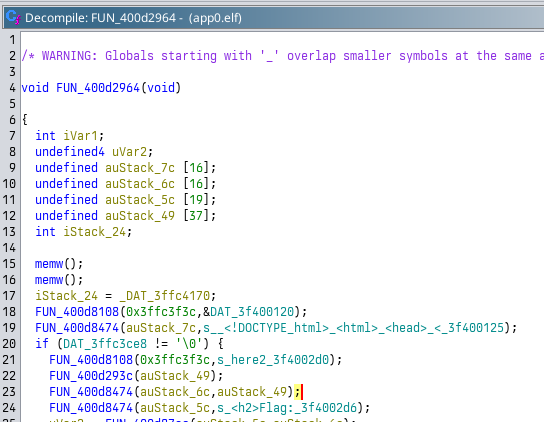 Decompile: FUN_400d2964 - (app0.elf)
1
2 /* WARNING: Globals starting with '_' overlap smaller symbols at the same a
3
4 void FUN_400d2964(void)
5
6 {
7 int iVar1;
8 undefined4 uVar2;
9 undefined auStack_7c [16];
10 undefined auStack_6c [16];
11 undefined auStack_5c [19];
12 undefined auStack_49 [37];
13 int iStack_24;
14
15 memw();
16 memw();
17 iStack_24 = _DAT_3ffc4170;
18 FUN_400d8108(0x3ffc3f3c,&DAT_3f400120);
19 FUN_400d8474(auStack_7c,s__<!DOCTYPE_html>_<html>_<head>_<_3f400125);
20 if (DAT_3ffc3ce8 != '\0') {
21 FUN_400d8108(0x3ffc3f3c,s_here2_3f4002d0);
22 FUN_400d293c(auStack_49);
23 FUN_400d8474(auStack_6c,auStack_49);
24 FUN_400d8474(auStack_5c,s_<h2>Flag:_3f4002d6);